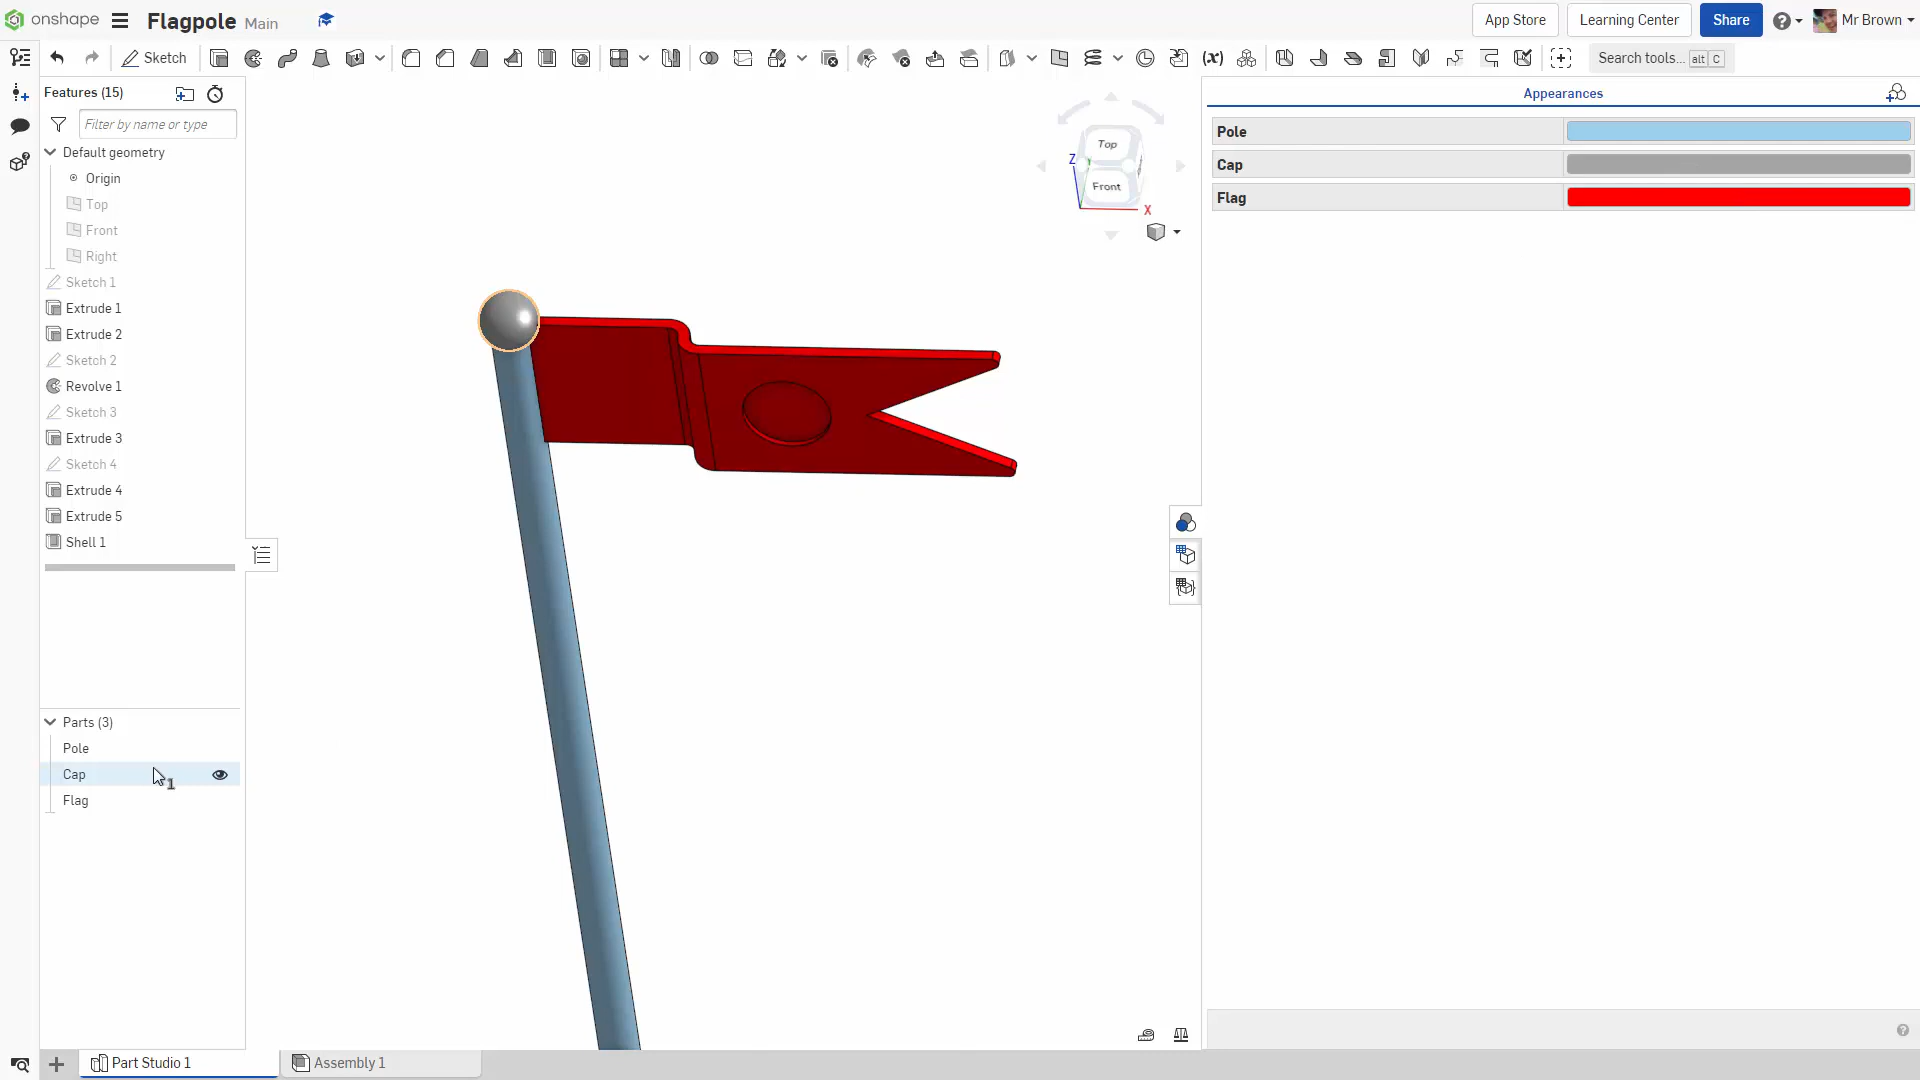 onshape
Flagpole Main
App Store
Learning Center
Share
Mr Brown
Sketch
Search tools... alt C
Features (15)
Filter by name or type
Default geometry
Origin
Top
Front
Right
Sketch 1
Extrude 1
Extrude 2
Sketch 2
Revolve 1
Sketch 3
Extrude 3
Sketch 4
Extrude 4
Extrude 5
Shell 1
Parts (3)
Pole
Cap
1
Flag
Top
Front
Z
X
Appearances
Pole
Cap
Flag
Part Studio 1
Assembly 1